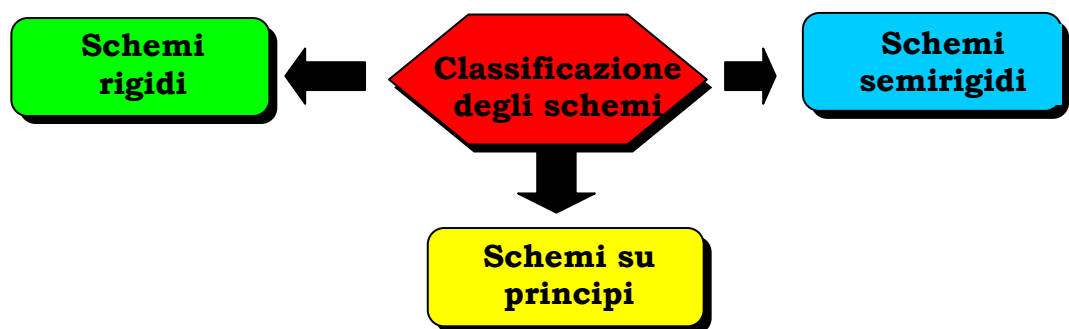 Schemi
rigidi
Classificazione
degli schemi
Schemi
semirigidi
Schemi su
principi